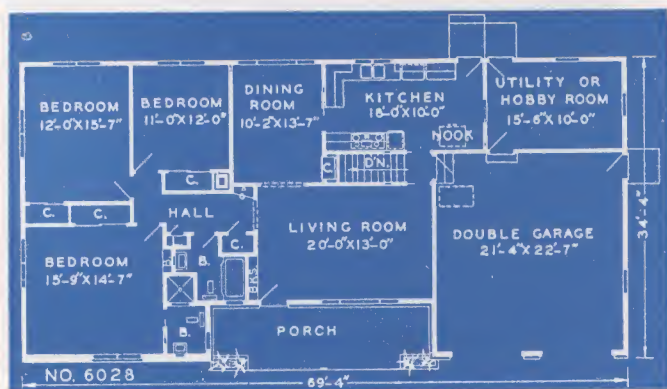 BEDROOM
12'-0"X15'-7"
BEDROOM
11'-0"X12'-0"
DINING
ROOM
10'-2"X13'-7"
KITCHEN
18'-0"X10'-0"
NOOK
UTILITY OR
HOBBY ROOM
15'-6"X10'-0"
C.
D'N.
C.
C.
C.
HALL
C.
BEDROOM
15'-9"X14'-7"
B.
B.
LIVING ROOM
20'-0"X13'-0"
DOUBLE GARAGE
21'-4"X22'-7"
34'-4"
PORCH
NO. 6028
69'-4"